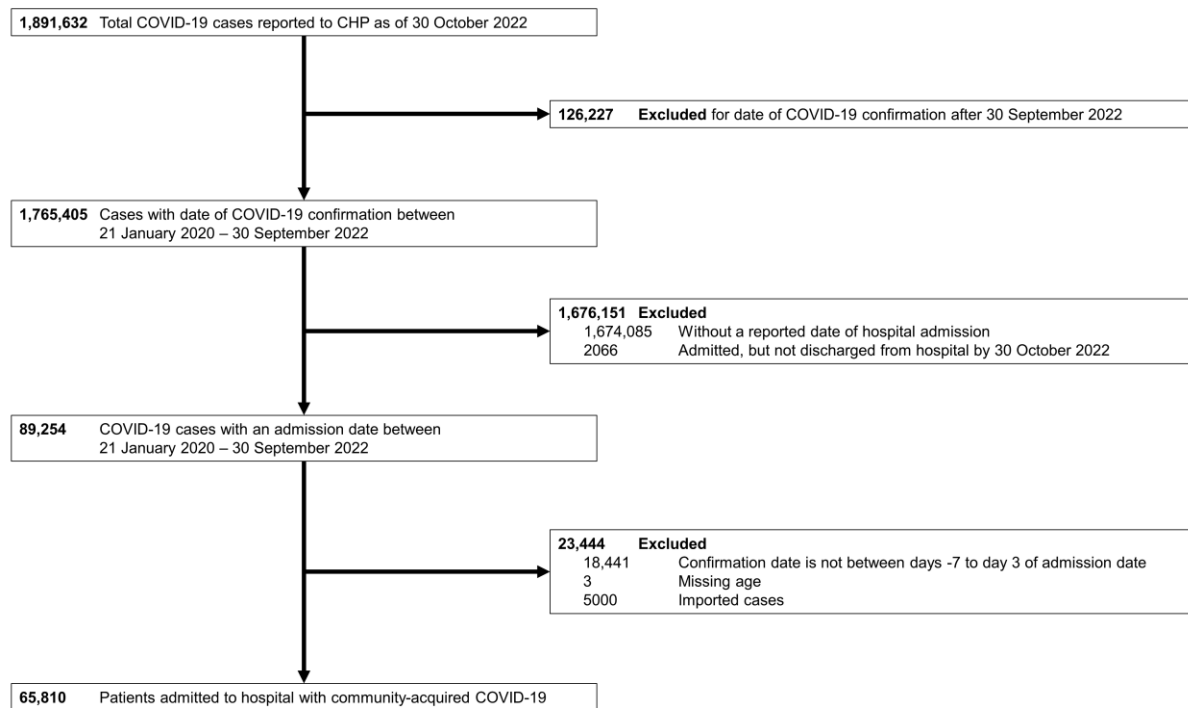 1,891,632 Total COVID-19 cases reported to CHP as of 30 October 2022
126,227 Excluded for date of COVID-19 confirmation after 30 September 2022
1,765,405 Cases with date of COVID-19 confirmation between
21 January 2020 – 30 September 2022
1,676,151 Excluded
1,674,085 Without a reported date of hospital admission
2066 Admitted, but not discharged from hospital by 30 October 2022
89,254 COVID-19 cases with an admission date between
21 January 2020 – 30 September 2022
23,444 Excluded
18,441 Confirmation date is not between days -7 to day 3 of admission date
3 Missing age
5000 Imported cases
65,810 Patients admitted to hospital with community-acquired COVID-19